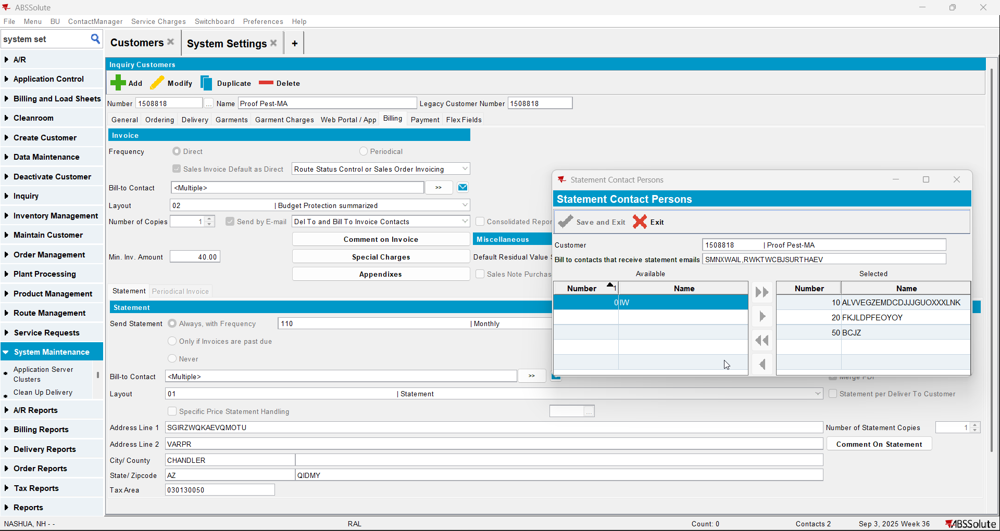 ABSSolute
File Menu BU ContactManager Service Charges Switchboard Preferences Help
system set
Customers
System Settings
+
A/R
Application Control
Billing and Load Sheets
Cleanroom
Create Customer
Data Maintenance
Deactivate Customer
Inquiry
Inventory Management
Maintain Customer
Order Management
Plant Processing
Product Management
Route Management
Service Requests
System Maintenance
Application Server
Clusters
Clean Up Delivery
A/R Reports
Billing Reports
Delivery Reports
Order Reports
Tax Reports
Reports
Inquiry Customers
Add Modify Duplicate Delete
Number 1508818 ... Name Proof Pest-MA Legacy Customer Number 1508818
General Ordering Delivery Garments Garment Charges Web Portal / App Billing Payment Flex Fields
Invoice
Frequency Direct Periodical
Sales Invoice Default as Direct Route Status Control or Sales Order Invoicing
Bill-to Contact <Multiple> >>
Layout 02 | Budget Protection summarized
Number of Copies 1 Send by E-mail Del To and Bill To Invoice Contacts Consolidated Repor
Comment on Invoice Miscellaneous
Min. Inv. Amount 40.00 Special Charges Default Residual Value
Appendixes Sales Note Purchas
Statement Periodical Invoice
Statement
Send Statement Always, with Frequency 110 | Monthly
Only if Invoices are past due
Never
Bill-to Contact <Multiple> >>
Merge PDF
Layout 01 | Statement Statement per Deliver To Customer
Specific Price Statement Handling ...
Address Line 1 SGIRZWQKAEVQMOTU Number of Statement Copies 1
Address Line 2 VARPR Comment On Statement
City/ County CHANDLER
State/ Zipcode AZ QIDMY
Tax Area 030130050
Statement Contact Persons
Statement Contact Persons
Save and Exit Exit
Customer 1508818 | Proof Pest-MA
Bill to contacts that receive statement emails SMNXWAIL,RWKTWCBJSURTHAEV
Available Selected
Number 1 Name Number Name
0 IW 10 ALVVEGZEMDCDJJJGUOXXXLNK
20 FKJLDPFEOYOY
50 BCJZ
NASHUA, NH - - RAL Count: 0 Contacts 2 Sep 3, 2025 Week 36 ABSSolute